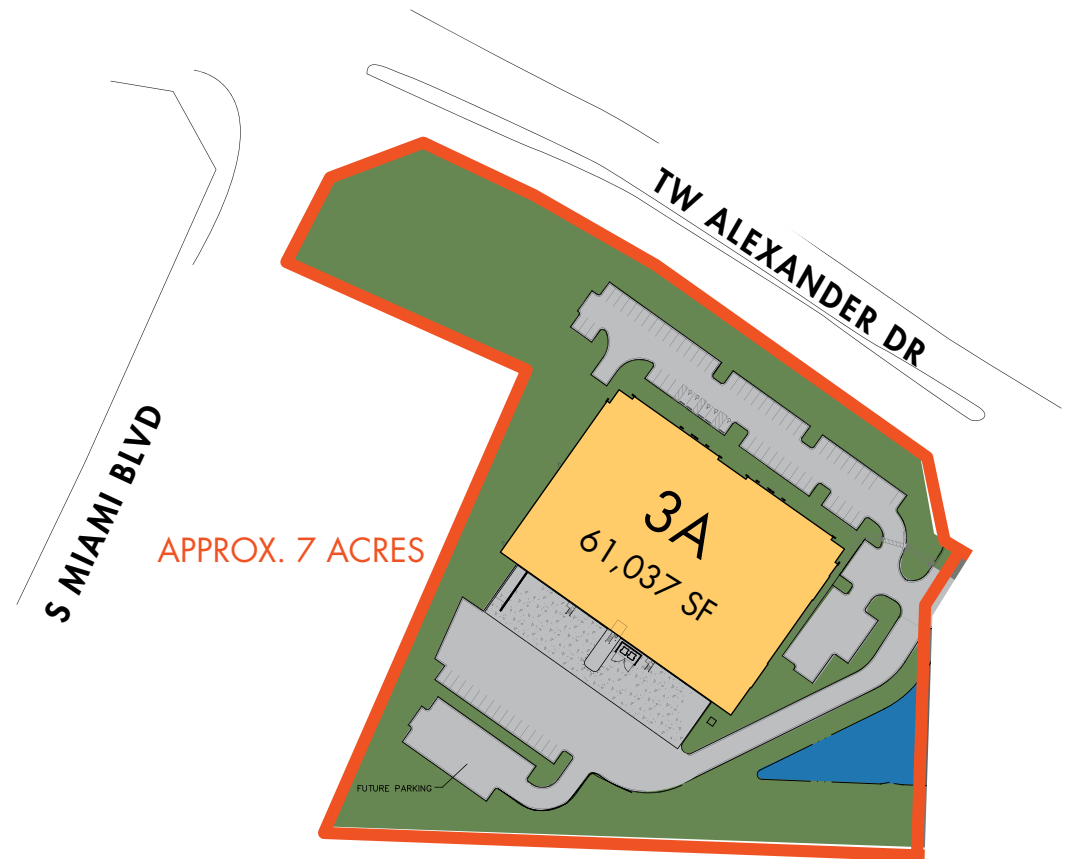 TW ALEXANDER DR
S MIAMI BLVD
APPROX. 7 ACRES
3A
61,037 SF
FUTURE PARKING